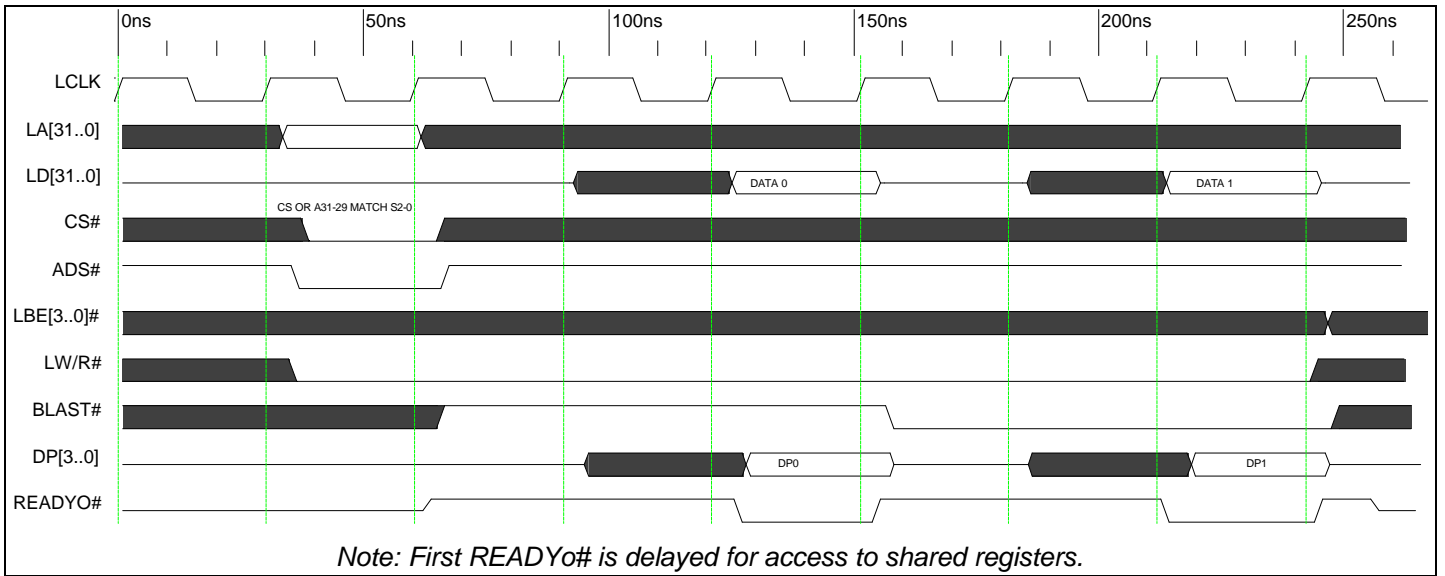 0ns 50ns 100ns 150ns 200ns 250ns
LCLK
LA[31..0]
LD[31..0] DATA 0 DATA 1
CS OR A31-29 MATCH S2-0
CS#
ADS#
LBE[3..0]#
LW/R#
BLAST#
DP[3..0] DP0 DP1
READYO#
Note: First READYo# is delayed for access to shared registers.